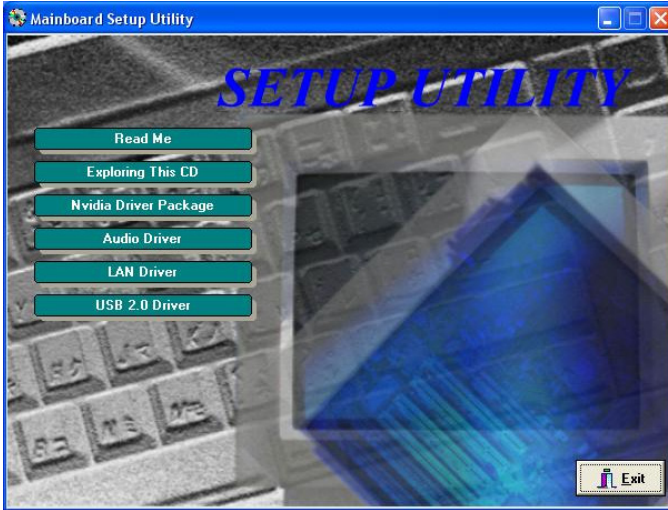 Mainboard Setup Utility
SETUP UTILITY
Read Me
Exploring This CD
Nvidia Driver Package
Audio Driver
LAN Driver
USB 2.0 Driver
Exit